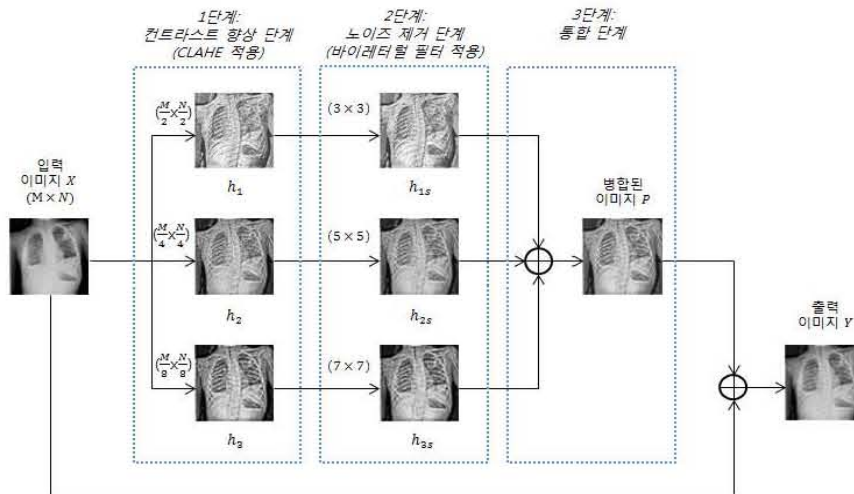 1단계:
컨트라스트 향상 단계
(CLAHE 적용)
2단계:
노이즈 제거 단계
(바이레터럴 필터 적용)
3단계:
통합 단계
입력
이미지 X
(M × N)
(M/2 x N/2)
h₁
(3 × 3)
h₁ₛ
(M/4 x N/4)
h₂
(5 × 5)
h₂ₛ
(M/8 x N/8)
h₃
(7 × 7)
h₃ₛ
병합된
이미지 P
출력
이미지 Y